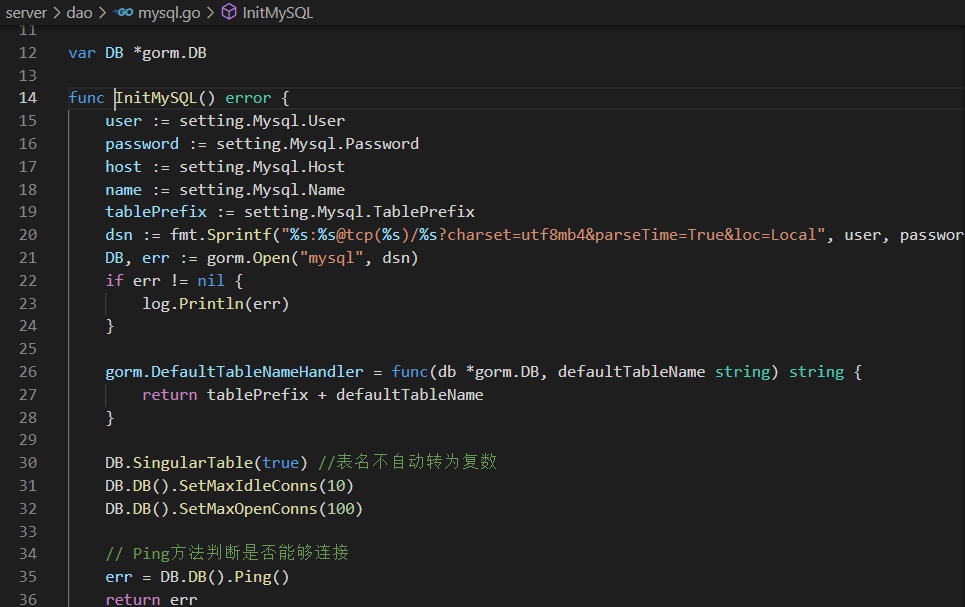 server > dao > GO mysql.go > InitMySQL
11
12 var DB *gorm.DB
13
14 func InitMySQL() error {
15 user := setting.Mysql.User
16 password := setting.Mysql.Password
17 host := setting.Mysql.Host
18 name := setting.Mysql.Name
19 tablePrefix := setting.Mysql.TablePrefix
20 dsn := fmt.Sprintf("%s:%s@tcp(%s)/%s?charset=utf8mb4&parseTime=True&loc=Local", user, passwor
21 DB, err := gorm.Open("mysql", dsn)
22 if err != nil {
23 log.Println(err)
24 }
25
26 gorm.DefaultTableNameHandler = func(db *gorm.DB, defaultTableName string) string {
27 return tablePrefix + defaultTableName
28 }
29
30 DB.SingularTable(true) //表名不自动转为复数
31 DB.DB().SetMaxIdleConns(10)
32 DB.DB().SetMaxOpenConns(100)
33
34 // Ping方法判断是否能够连接
35 err = DB.DB().Ping()
36 return err